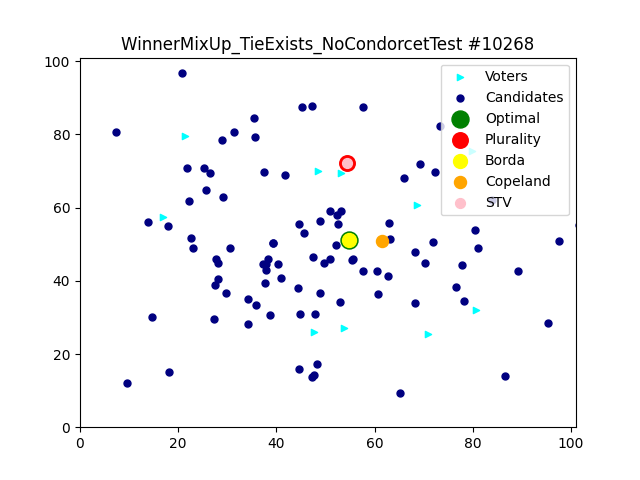 WinnerMixUp_TieExists_NoCondorcetTest #10268
100
80
60
40
20
0
0
20
40
60
80
100
Voters
Candidates
Optimal
Plurality
Borda
Copeland
STV